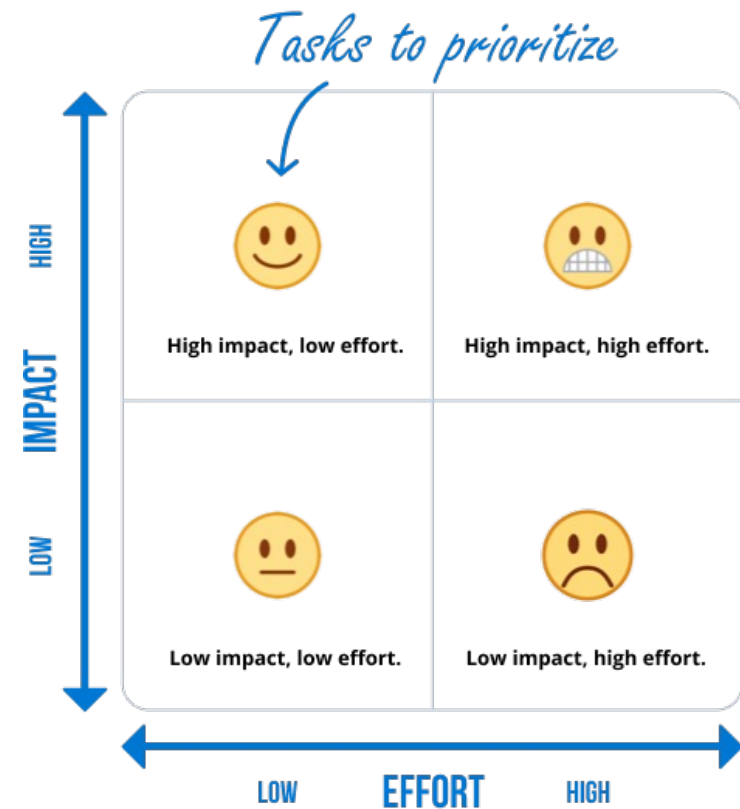 Tasks to prioritize
HIGH
IMPACT
LOW
High impact, low effort.
High impact, high effort.
Low impact, low effort.
Low impact, high effort.
LOW
EFFORT
HIGH